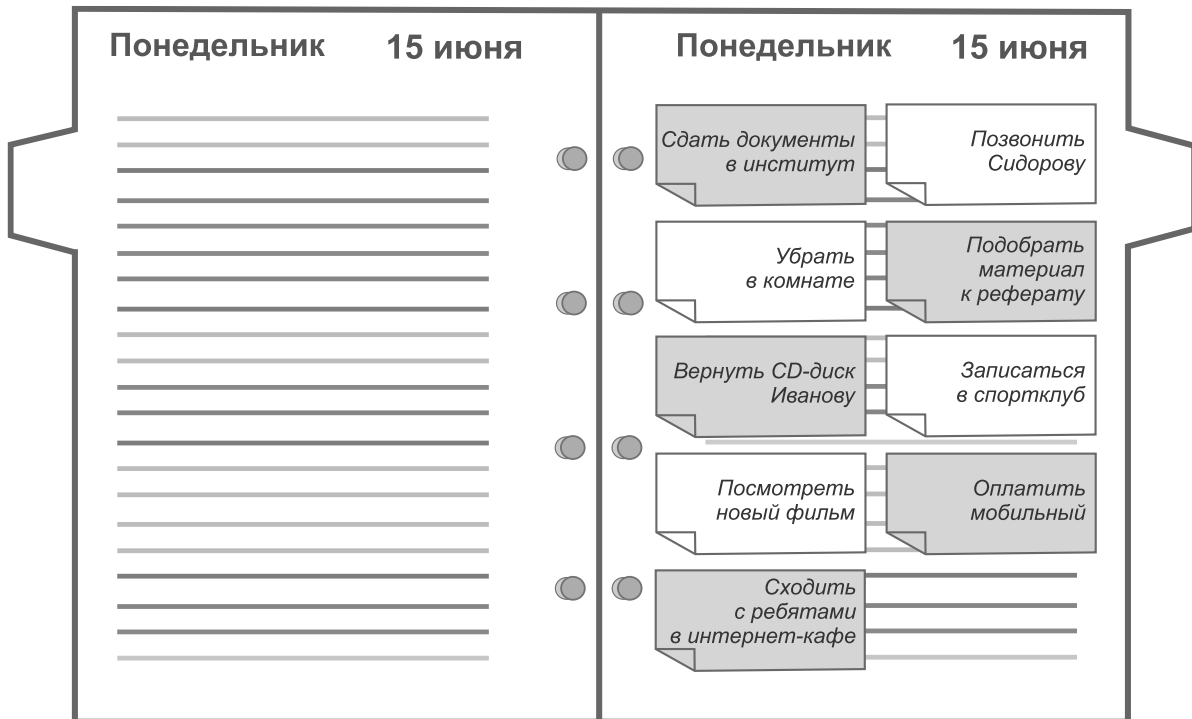 Понедельник 15 июня
Понедельник 15 июня
Сдать документы
в институт
Позвонить
Сидорову
Убрать
в комнате
Подобрать
материал
к реферату
Вернуть CD-диск
Иванову
Записаться
в спортклуб
Посмотреть
новый фильм
Оплатить
мобильный
Сходить
с ребятами
в интернет-кафе